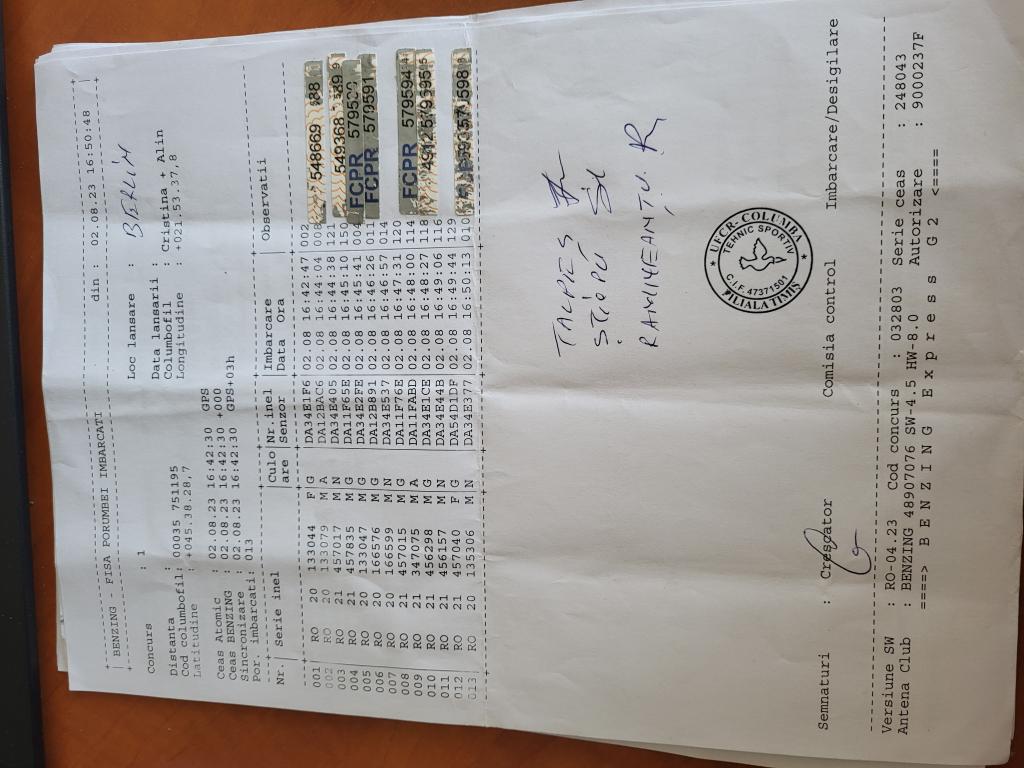 BENZING - FISA PORUMBEI IMBARCATI din : 02.08.23 16:50:48
Concurs : 1 Loc lansare : BERLIN
Distanta : Data lansarii :
Cod columbofil: 00035 751195 Columbofil : Cristina + Alin
Latitudine : +045.38.28,7 Longitudine : +021.53.37,8
Ceas Atomic : 02.08.23 16:42:30 GPS
Ceas BENZING : 02.08.23 16:42:30 +000
Sincronizare : 02.08.23 16:42:30 GPS+03h
Por. imbarcati: 013
Nr. Serie inel Culo are Nr.inel Senzor Imbarcare Data Ora Observatii
001 RO 20 133044 F G DA34E1F6 02.08 16:42:47 002 548669 38
002 RO 20 133079 M A DA12BAC6 02.08 16:44:04 008
003 RO 21 457017 M N DA34E405 02.08 16:44:38 121 549368
004 RO 21 457835 M G DA1F65E 02.08 16:45:10 150 FCPR
005 RO 20 133047 M G DA34E2FE 02.08 16:45:41 004 FCPR 579591
006 RO 20 166576 M G DA12B891 02.08 16:46:26 011
007 RO 20 166599 M N DA34E537 02.08 16:46:57 014
008 RO 21 457015 M G DA1F76E 02.08 16:47:31 120 FCPR 579594
009 RO 21 347075 M A DA1FABD 02.08 16:48:00 114
010 RO 21 456298 M G DA34E1CE 02.08 16:48:27 118
011 RO 21 456157 M N DA34E44B 02.08 16:49:06 116
012 RO 21 457040 F G DA54D1DF 02.08 16:49:44 129 579598
013 RO 20 135306 M N DA34E377 02.08 16:50:13 010
TALPES
UFCR-COLUMBA
TEHNIC SPORTIV
C.I.F. 47371501
FILIALA TIMIS
Semnaturi : Crescator Comisia control Imbarcare/Desigilare
Versiune SW : RO-04.23 Cod concurs : 032803 Serie ceas : 248043
Antena Club : BENZING 48907076 SW-4.5 HW-8.0 Autorizare : 9000237F
====> B E N Z I N G E x p r e s s G 2 <====